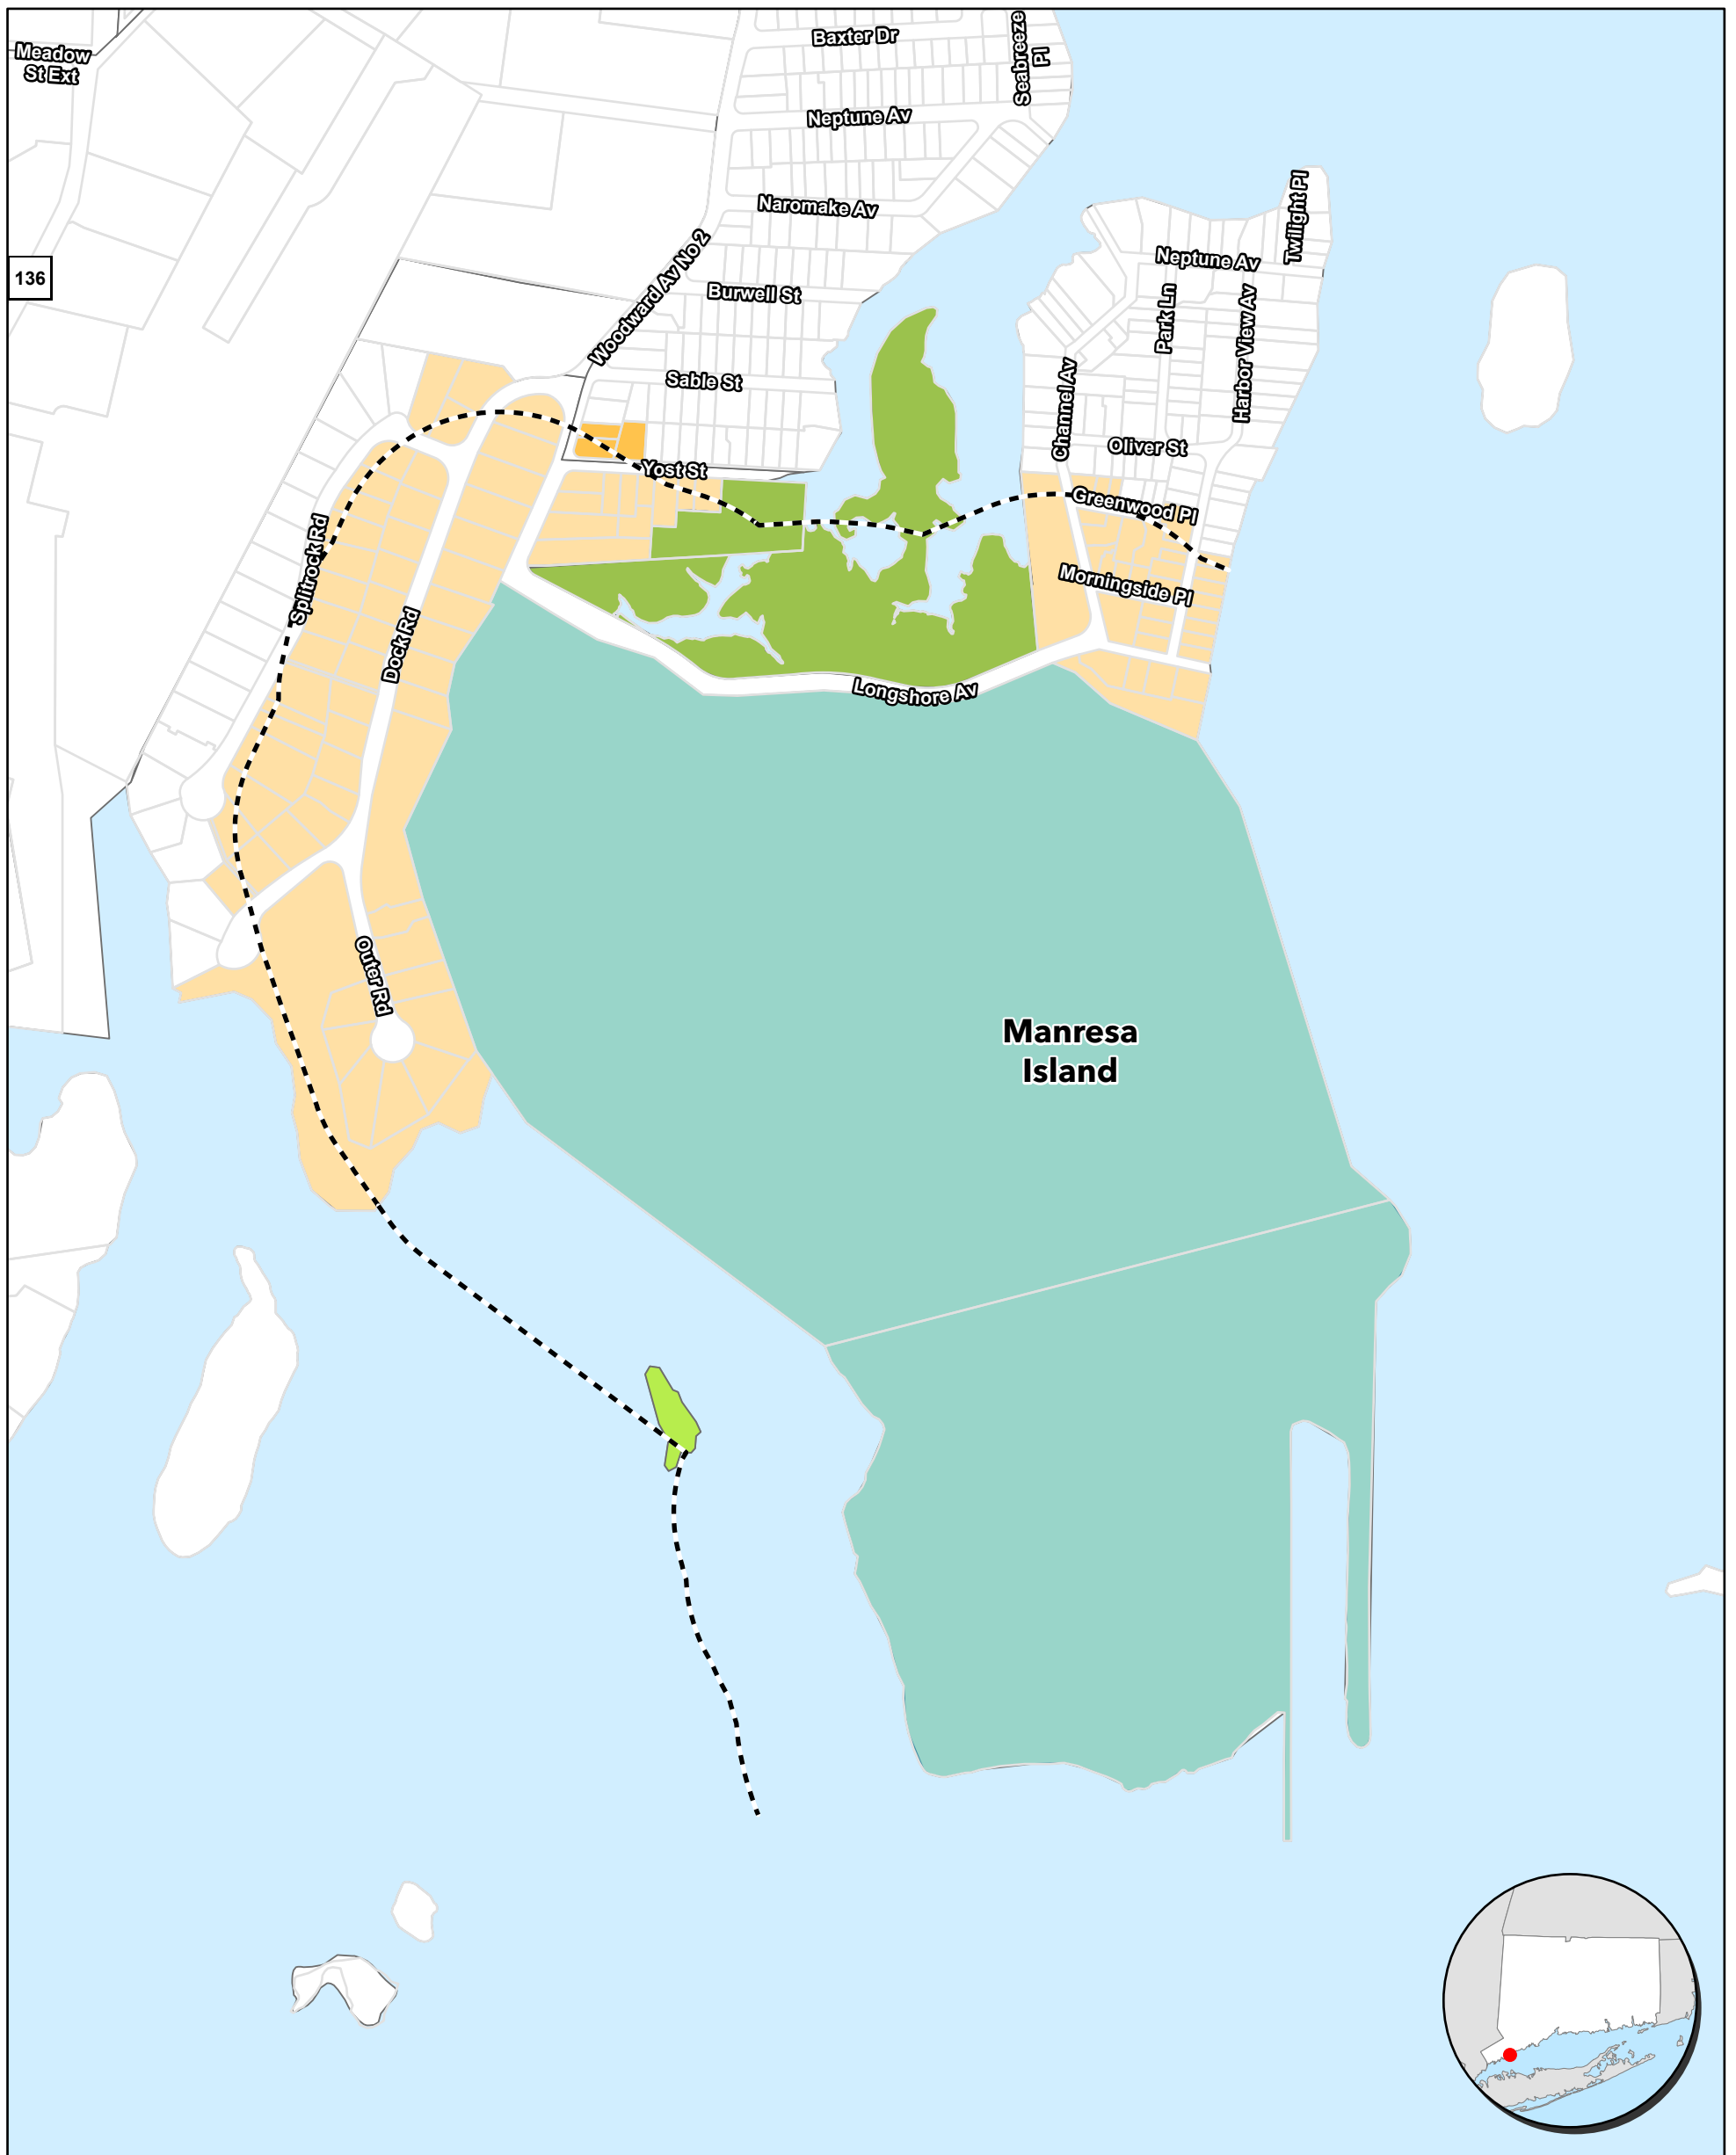 Meadow
St Ext
Baxter Dr
Seabreeze
Pl
Neptune Av
Naromake Av
Twilight Pl
Neptune Av
136
Woodward Av No 2
Burwell St
Park Ln
Harbor View Av
Sable St
Channel Av
Oliver St
Yost St
Greenwood Pl
Splitrock Rd
Morningside Pl
Dock Rd
Longshore Av
Outer Rd
Manresa
Island